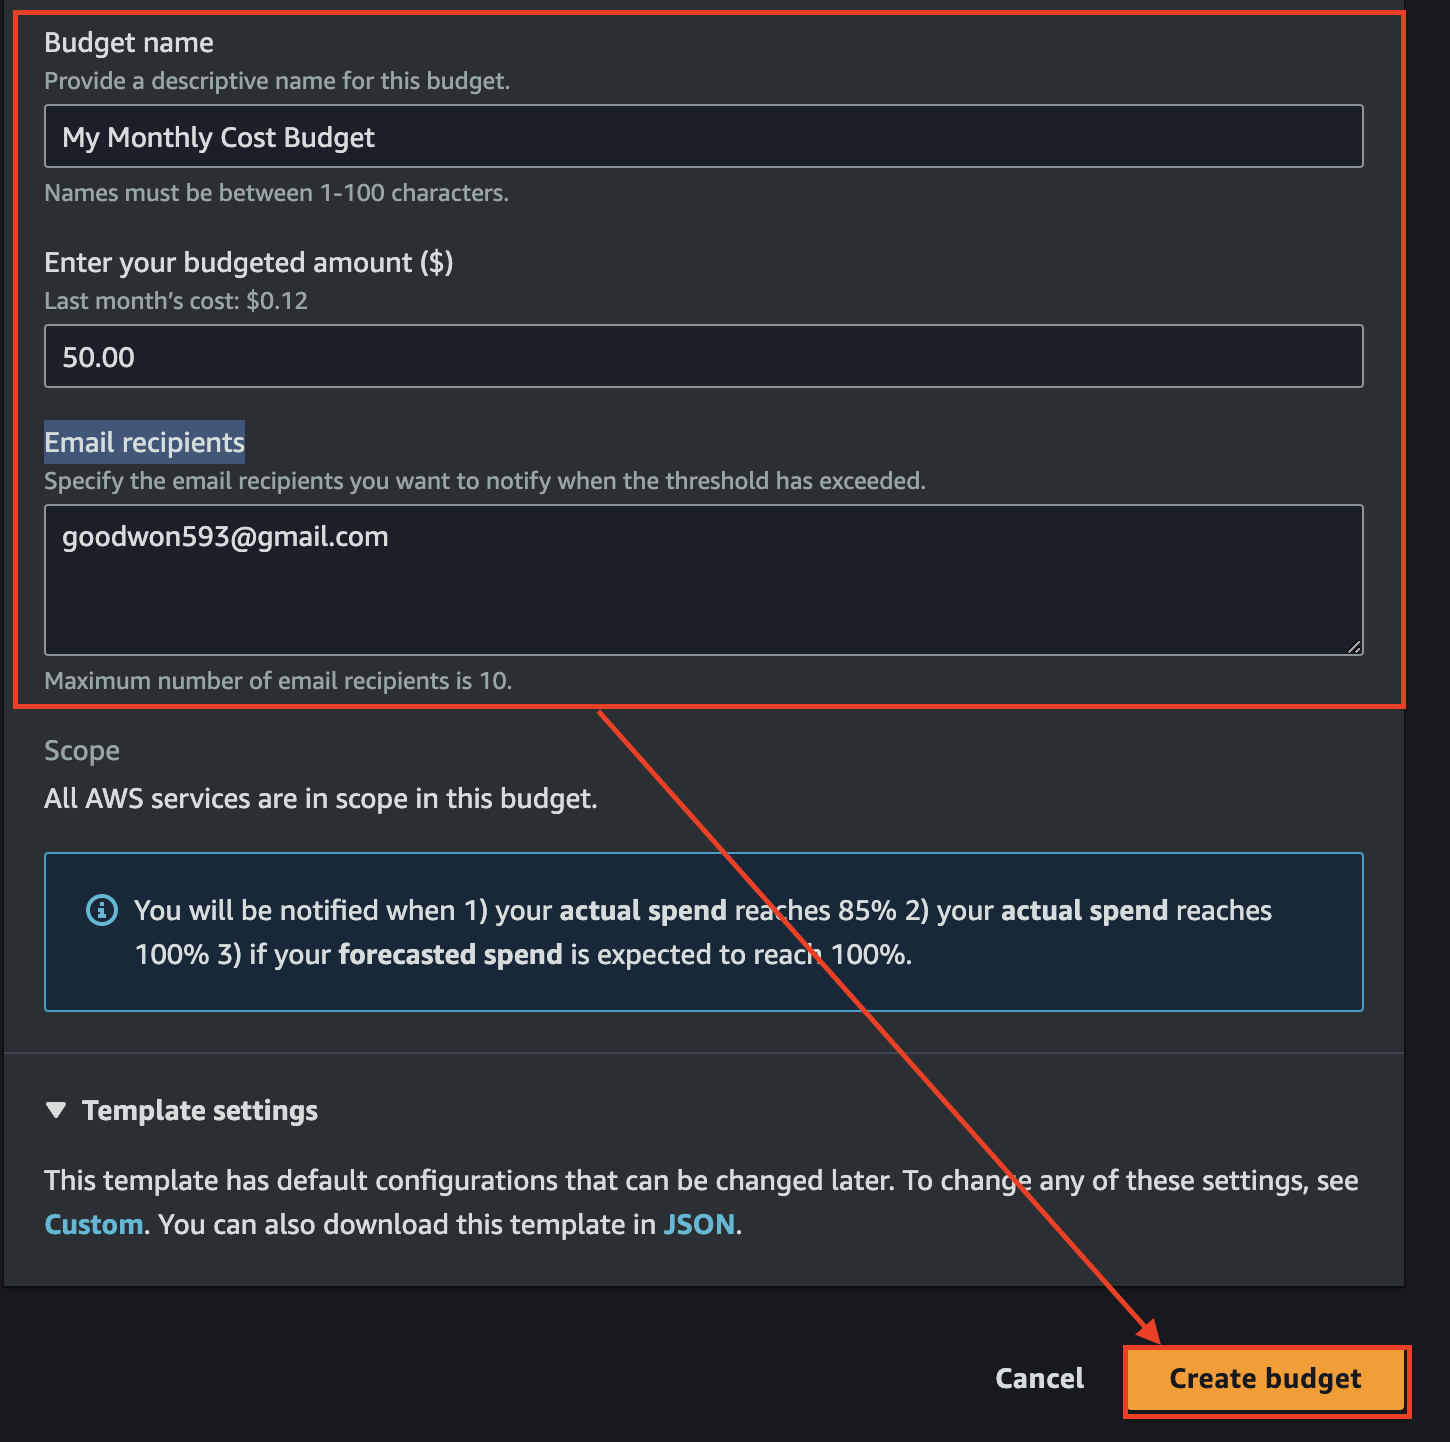 Budget name
Provide a descriptive name for this budget.
My Monthly Cost Budget
Names must be between 1-100 characters.
Enter your budgeted amount ($)
Last month's cost: $0.12
50.00
Email recipients
Specify the email recipients you want to notify when the threshold has exceeded.
goodwon593@gmail.com
Maximum number of email recipients is 10.
Scope
All AWS services are in scope in this budget.
You will be notified when 1) your actual spend reaches 85% 2) your actual spend reaches
100% 3) if your forecasted spend is expected to reach 100%.
Template settings
This template has default configurations that can be changed later. To change any of these settings, see
Custom. You can also download this template in JSON.
Cancel
Create budget